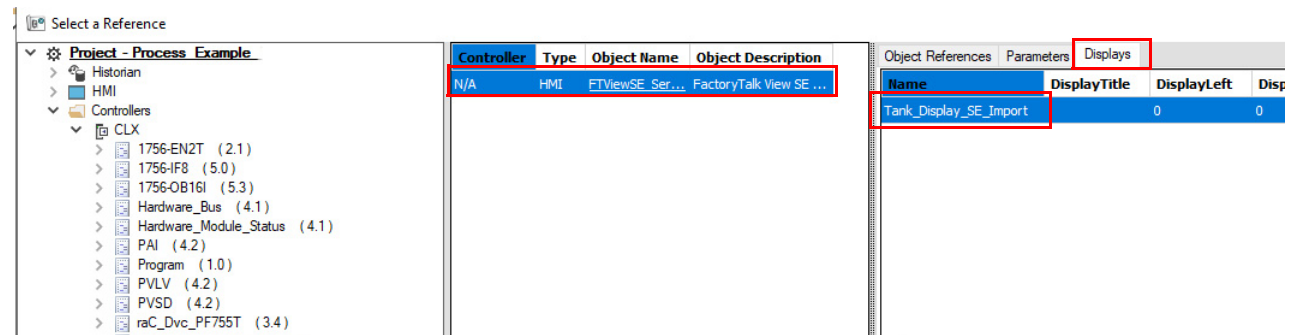 Select a Reference
Project - Process_Example
Historian
HMI
Controllers
CLX
1756-EN2T (2.1)
1756-IF8 (5.0)
1756-OB16I (5.3)
Hardware_Bus (4.1)
Hardware_Module_Status (4.1)
PAI (4.2)
Program (1.0)
PVLV (4.2)
PVSD (4.2)
raC_Dvc_PF755T (3.4)
Controller Type Object Name Object Description
N/A HMI FTViewSE_Ser... FactoryTalk View SE ...
Object References Parameters Displays
Name DisplayTitle DisplayLeft Disp
Tank_Display_SE_Import 0 0